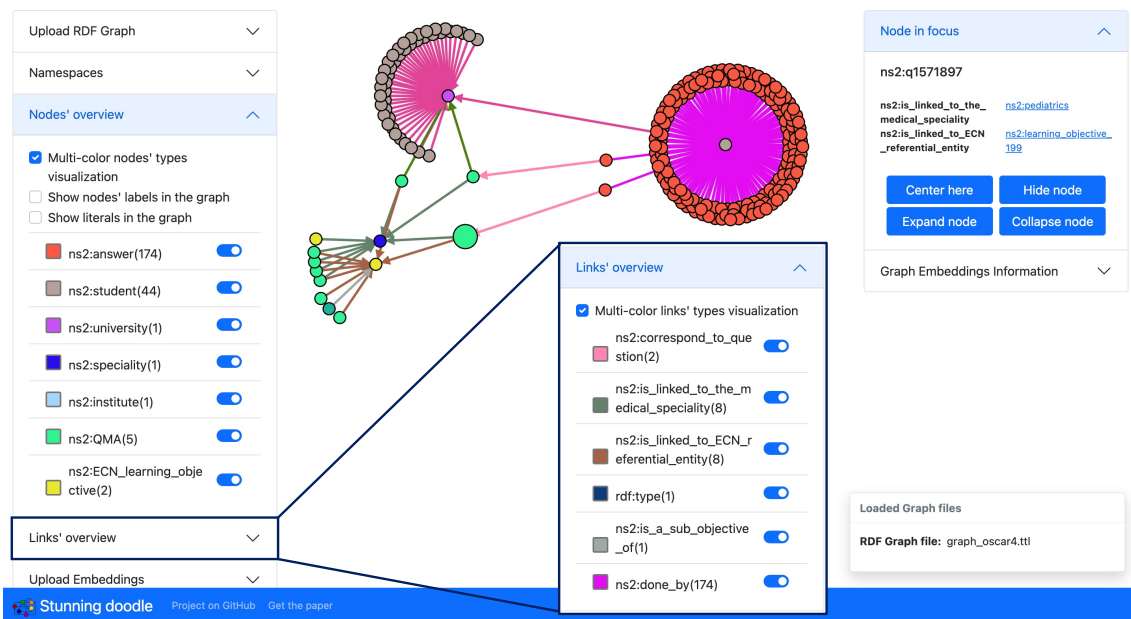 Upload RDF Graph
Namespaces
Nodes' overview
Multi-color nodes' types
visualization
Show nodes' labels in the graph
Show literals in the graph
ns2:answer(174)
ns2:student(44)
ns2:university(1)
ns2:speciality(1)
ns2:institute(1)
ns2:QMA(5)
ns2:ECN_learning_obje
ctive(2)
Links' overview
Upload Embeddings
Links' overview
Multi-color links' types visualization
ns2:correspond_to_que
stion(2)
ns2:is_linked_to_the_m
edical_speciality(8)
ns2:is_linked_to_ECN_r
eferential_entity(8)
rdf:type(1)
ns2:is_a_sub_objective
_of(1)
ns2:done_by(174)
Node in focus
ns2:q1571897
ns2:is_linked_to_the_
medical_speciality
ns2:pediatrics
ns2:is_linked_to_ECN
_referential_entity
ns2:learning_objective_
199
Center here
Hide node
Expand node
Collapse node
Graph Embeddings Information
Loaded Graph files
RDF Graph file: graph_oscar4.ttl
Stunning doodle
Project on GitHub
Get the paper